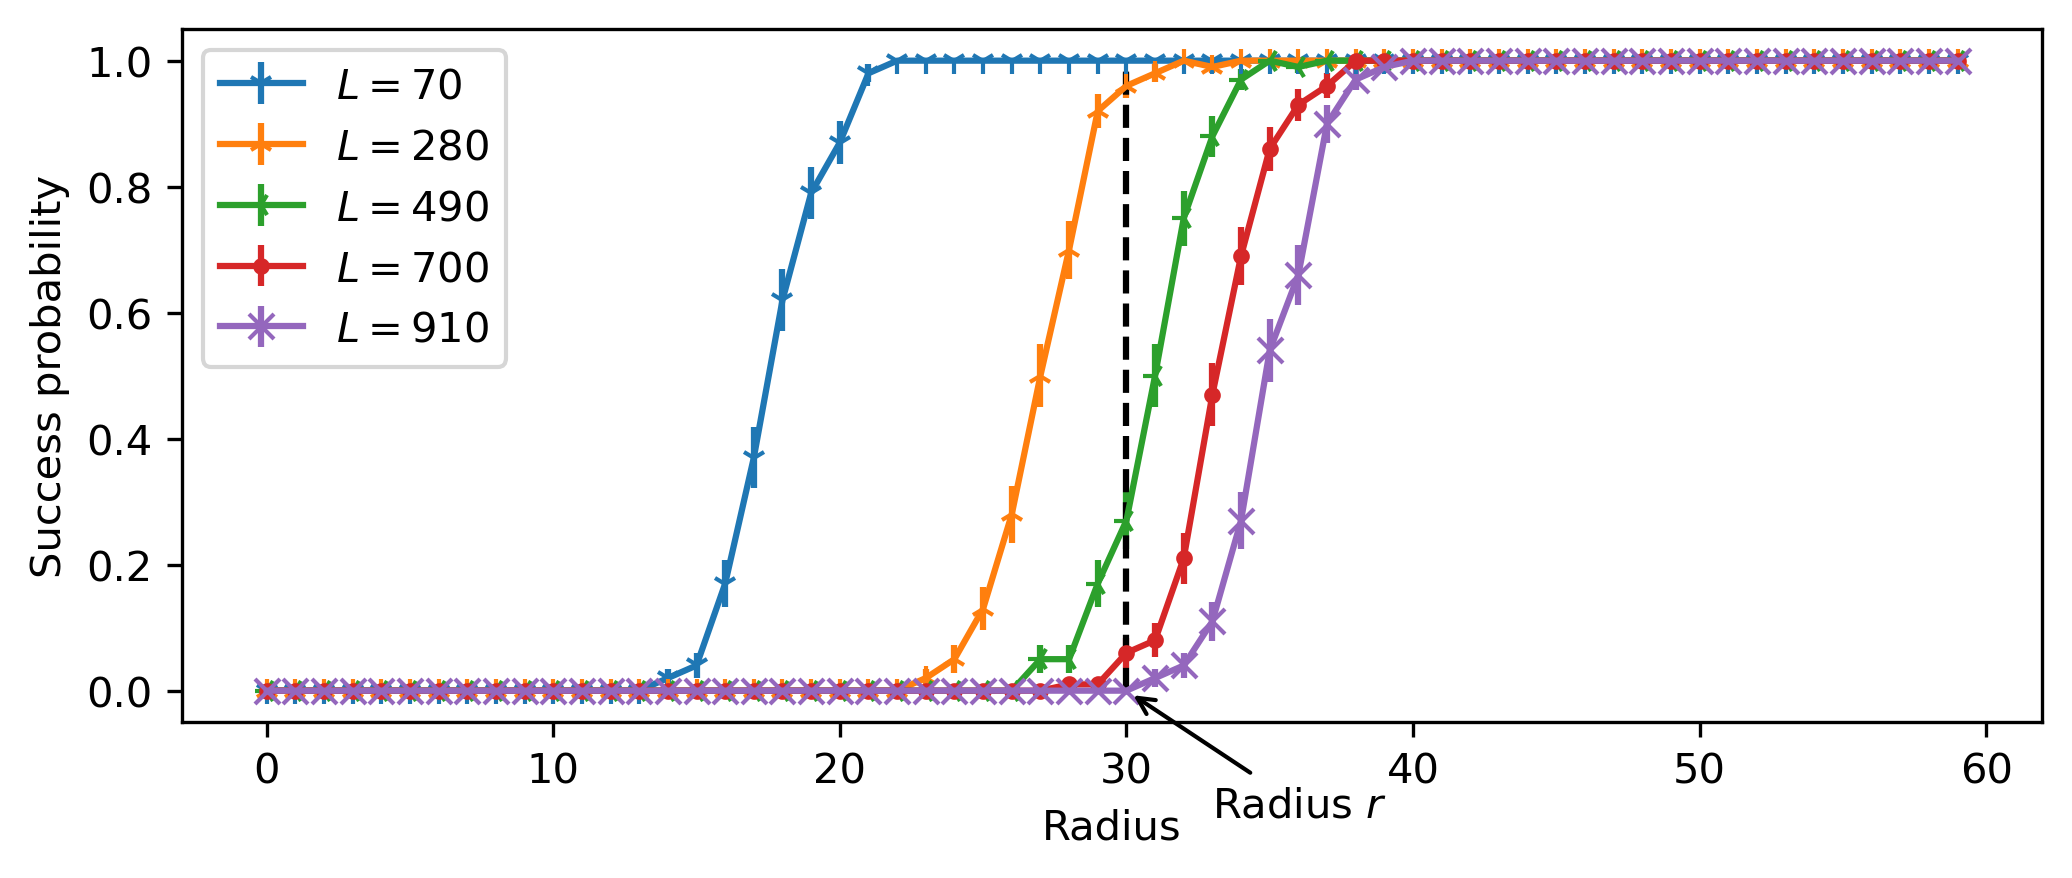 1.0
0.8
0.6
0.4
0.2
0.0
Success probability
L = 70
L = 280
L = 490
L = 700
L = 910
0 10 20 30 40 50 60
Radius r
Radius